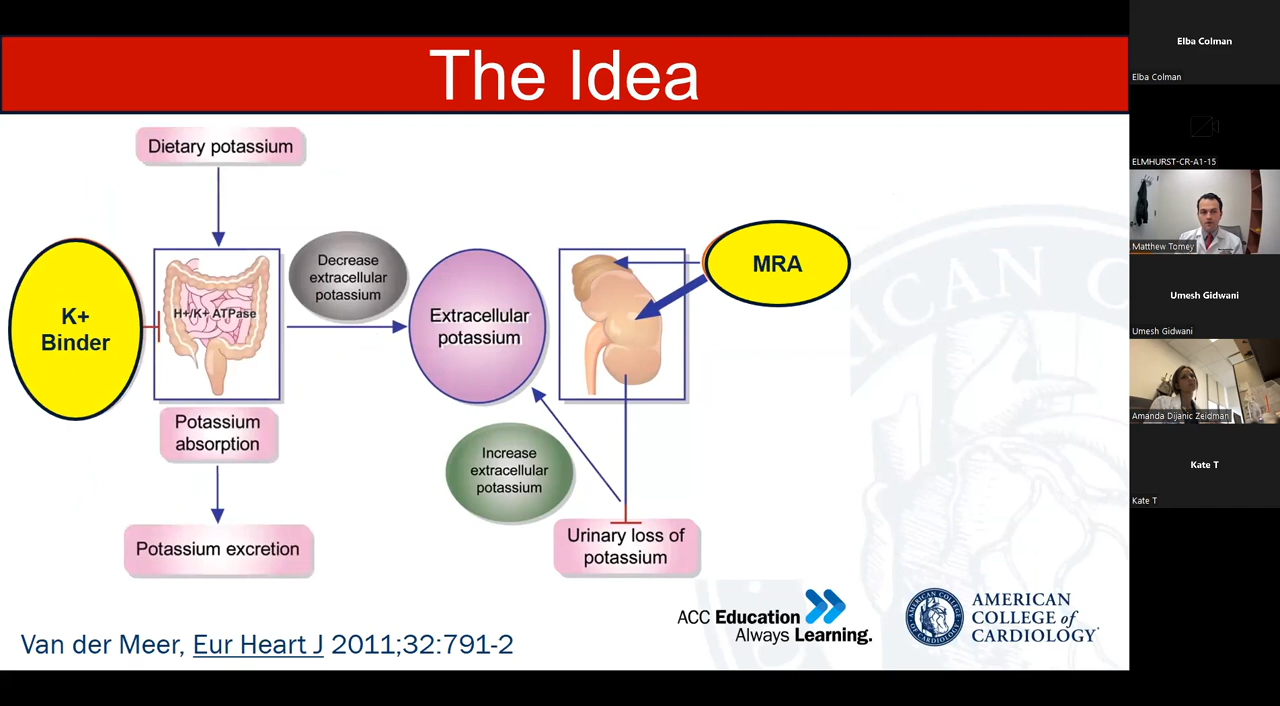 The Idea
Dietary potassium
K+
Binder
H+/K+ ATPase
Decrease
extracellular
potassium
Extracellular
potassium
MRA
Potassium
absorption
Increase
extracellular
potassium
Potassium excretion
Urinary loss of
potassium
ACC Education
Always Learning.
AMERICAN
COLLEGE of
CARDIOLOGY
Van der Meer, Eur Heart J 2011;32:791-2
AMERICAN C
Elba Colman
Elba Colman
ELMHURST-CR-A1-15
Matthew Tomey
Umesh Gidwani
Umesh Gidwani
Amanda Dijanic Zeidman
Kate T
Kate T